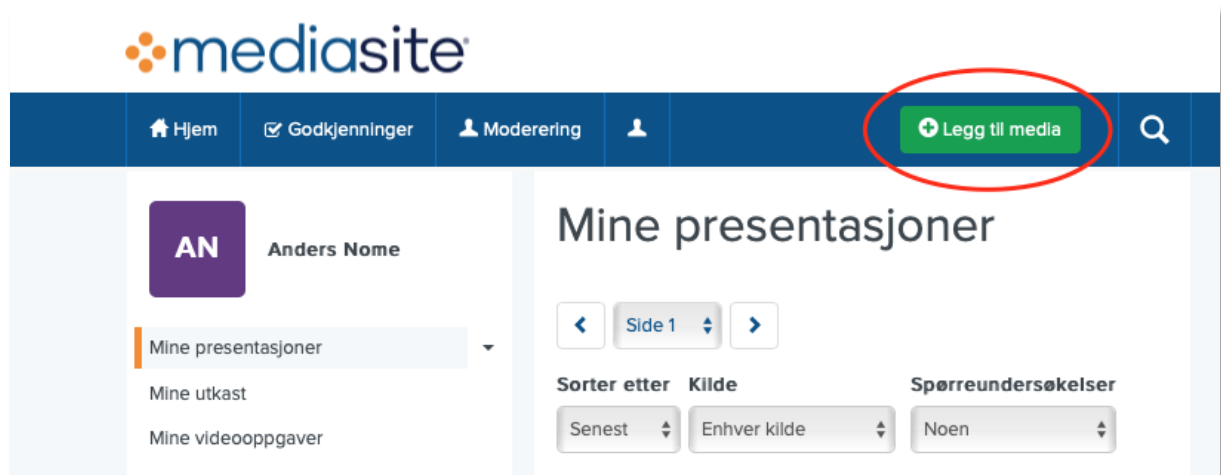 mediasite
Hjem Godkjenninger Moderering Legg til media
AN Anders Nome
Mine presentasjoner
Mine utkast
Mine videooppgaver
Mine presentasjoner
Side 1
Sorter etter Kilde Spørreundersøkelser
Senest Enhver kilde Noen